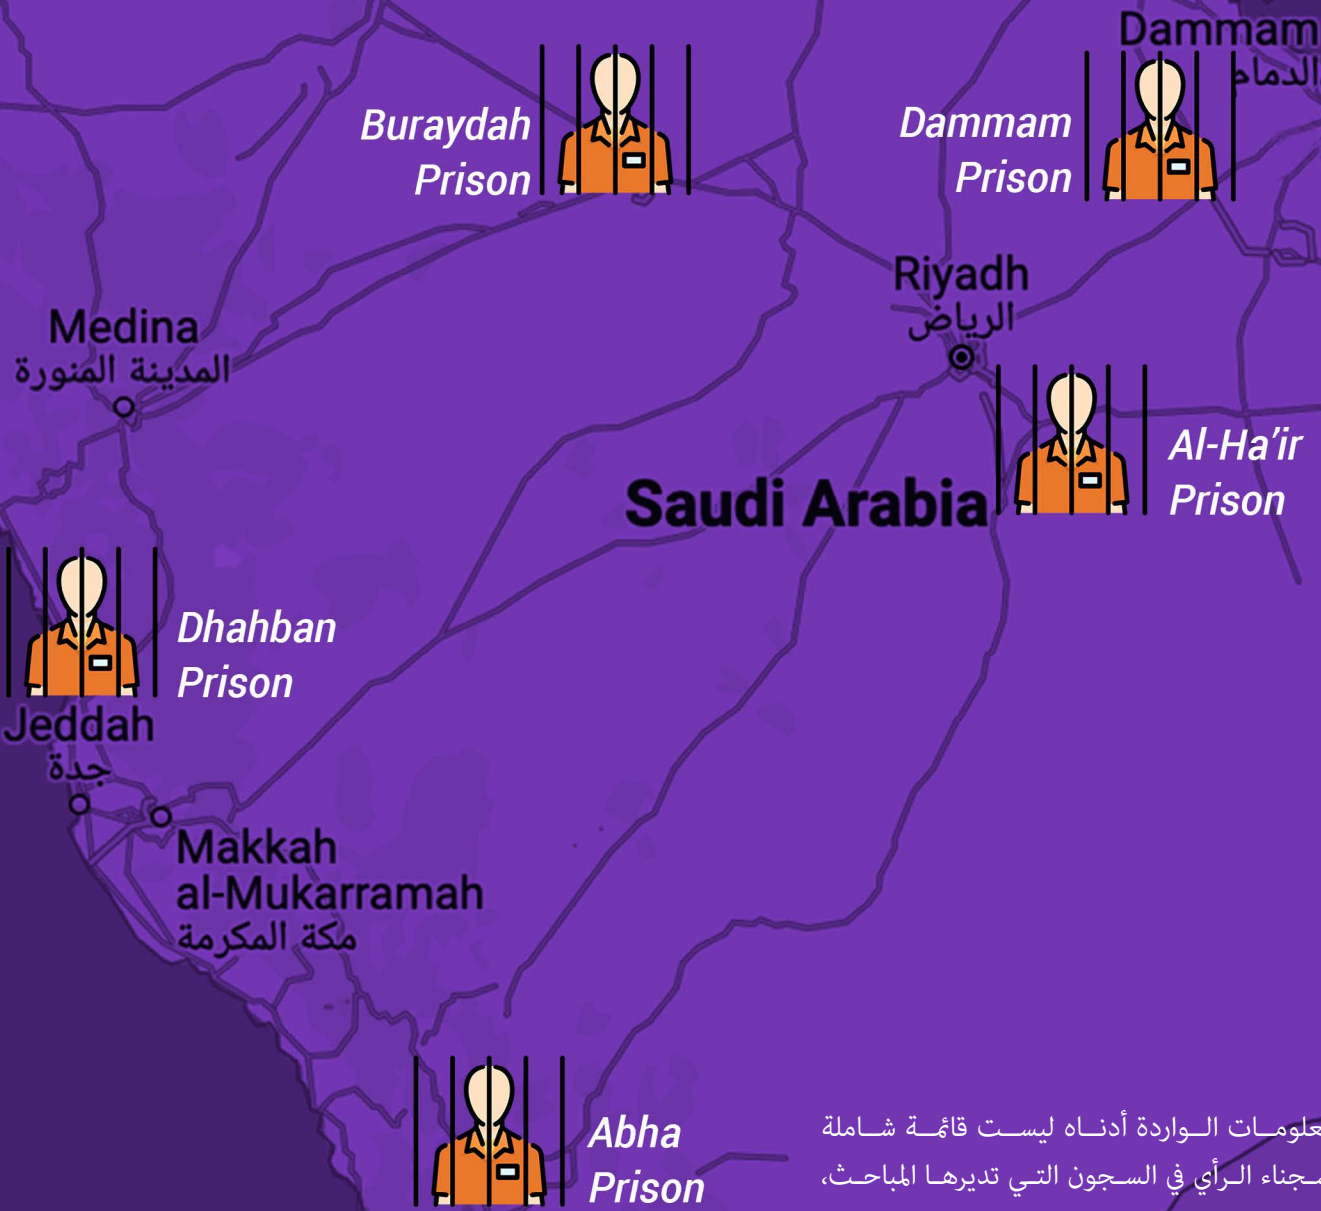 Dammam
الدمام
Buraydah
Prison
Dammam
Prison
Riyadh
الرياض
Medina
المدينة المنورة
Al-Ha’ir
Prison
Saudi Arabia
Dhahban
Prison
Jeddah
جدة
Makkah
al-Mukarramah
مكة المكرمة
Abha
Prison
الـواردة أدنـاه ليسـت قائمـة شـاملة
الـرأي في السـجون التـي تديرهـا المباحـث،